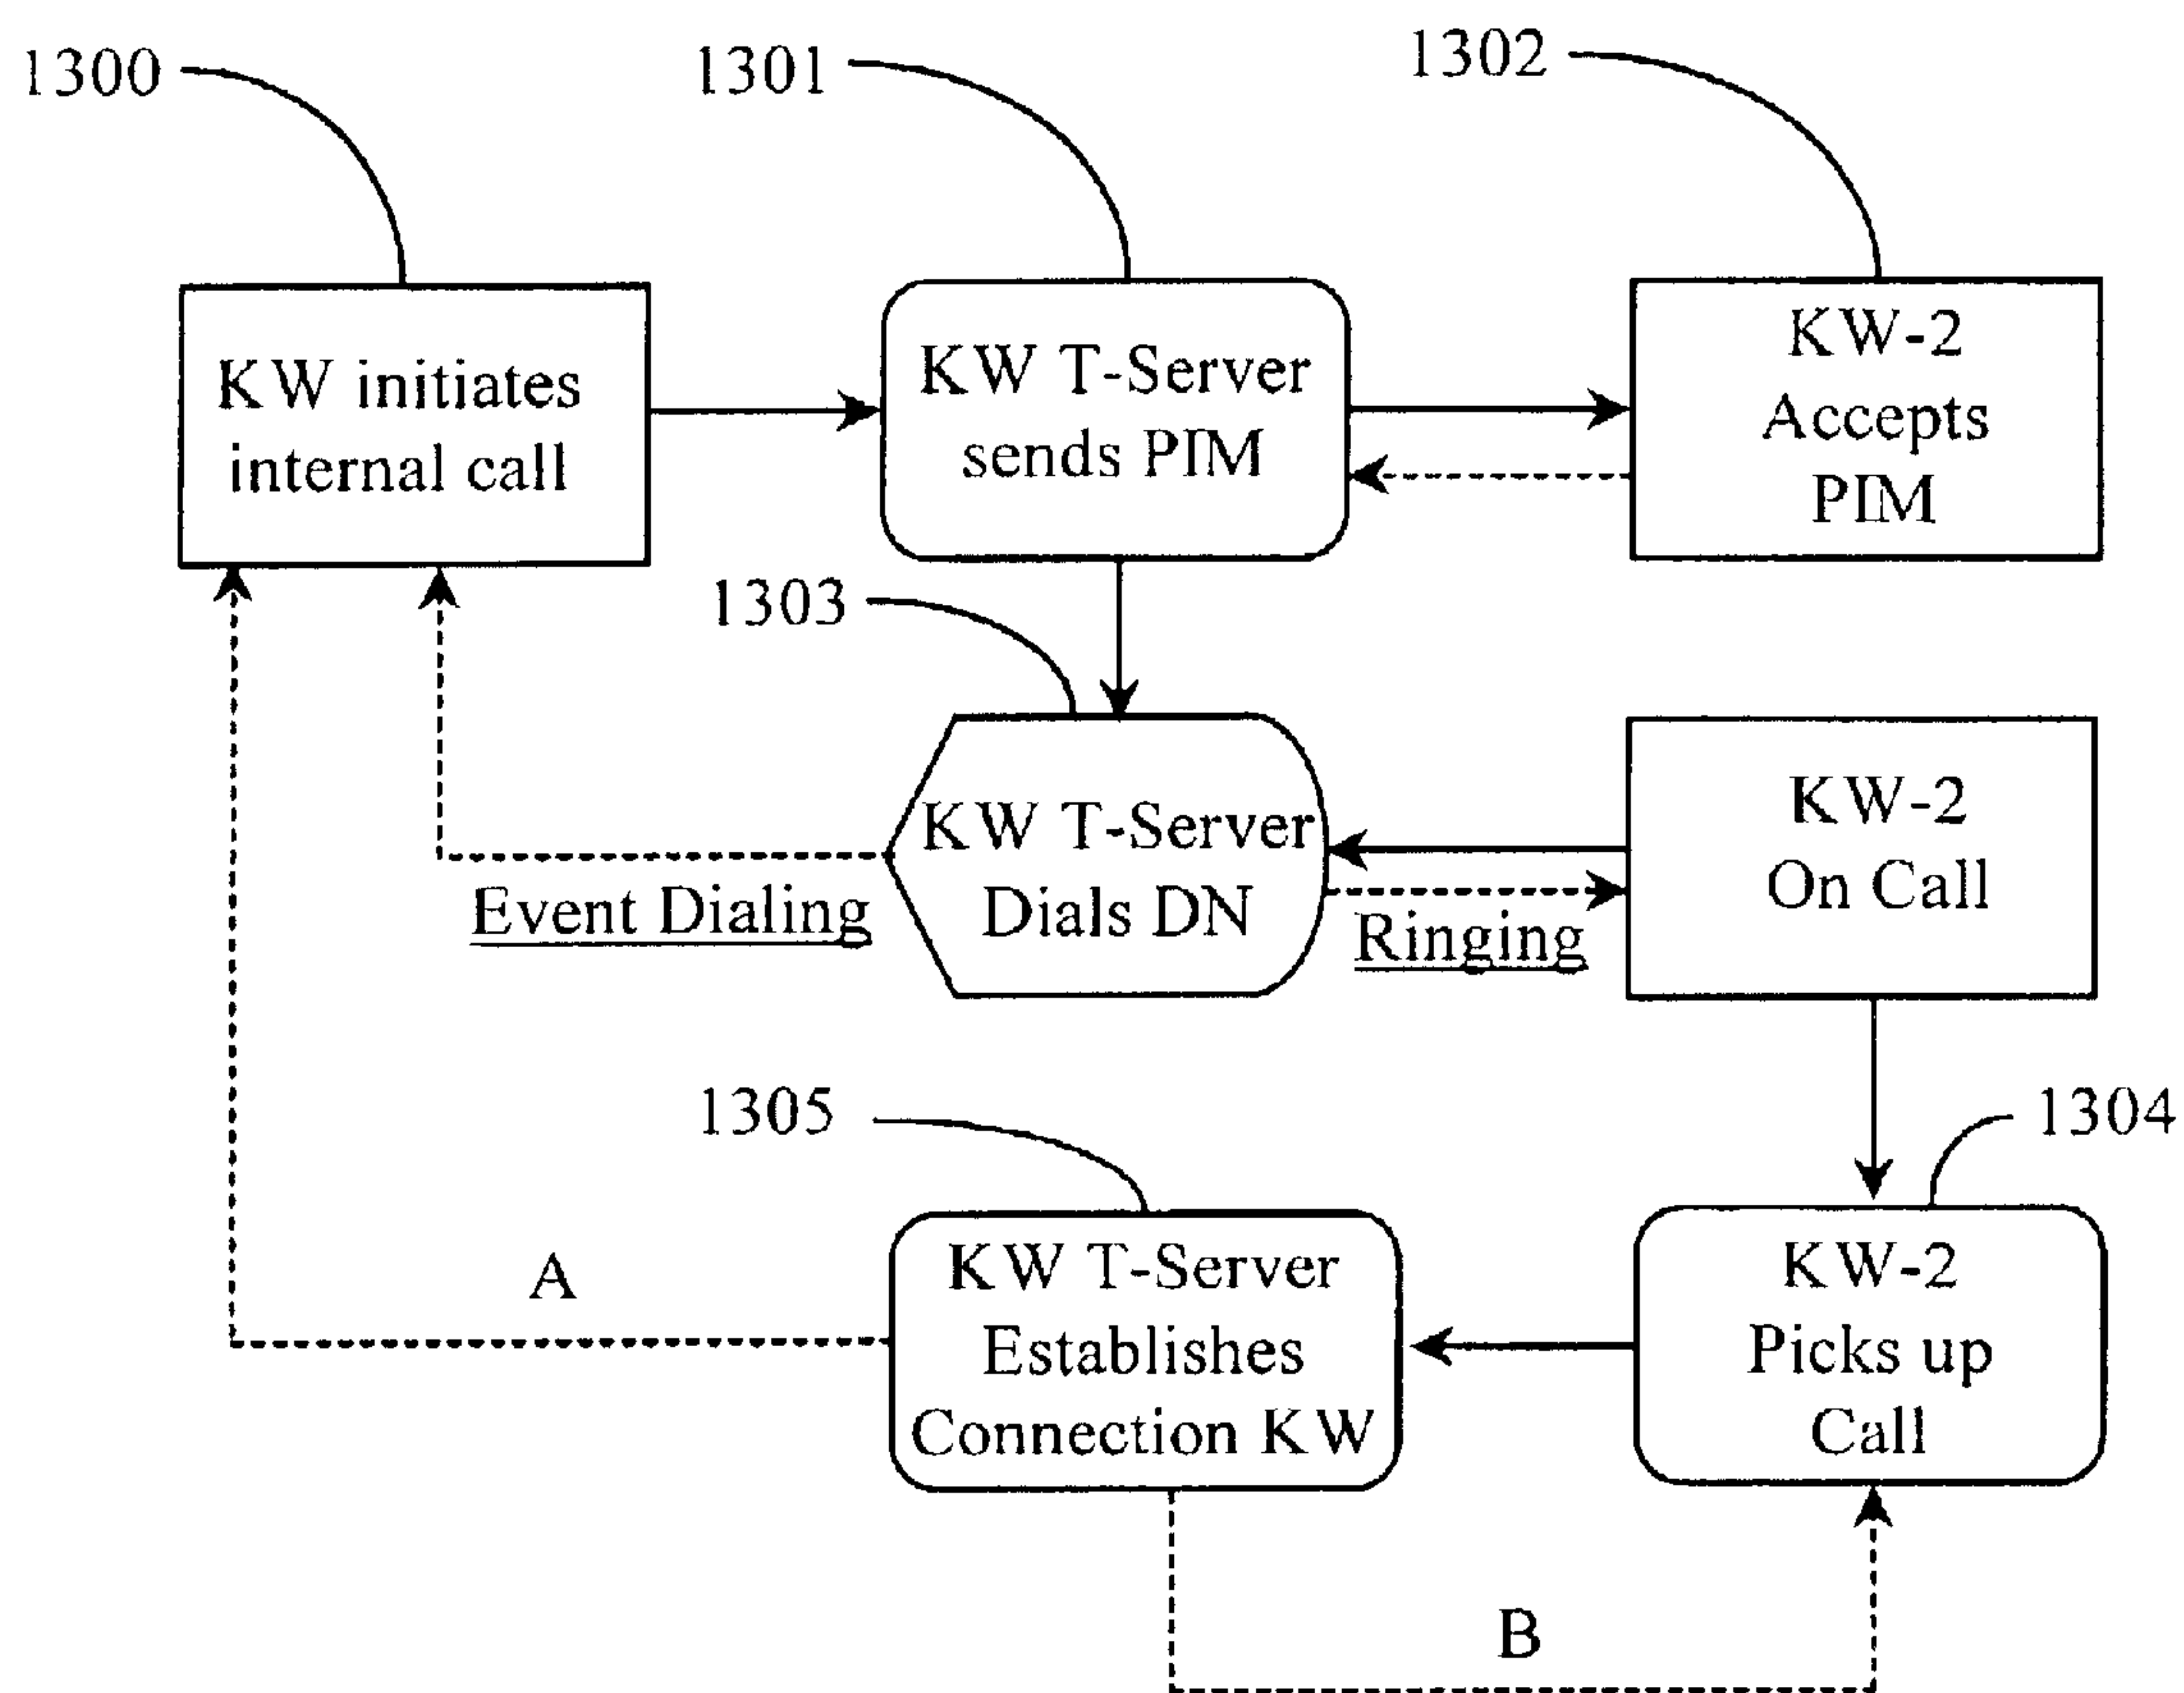 1300
1301
1302
KW initiates
internal call
KW T-Server
sends PIM
KW-2
Accepts
PIM
1303
KW T-Server
Dials DN
Event Dialing
Ringing
KW-2
On Call
1305
1304
A
KW T-Server
Establishes
Connection KW
KW-2
Picks up
Call
B